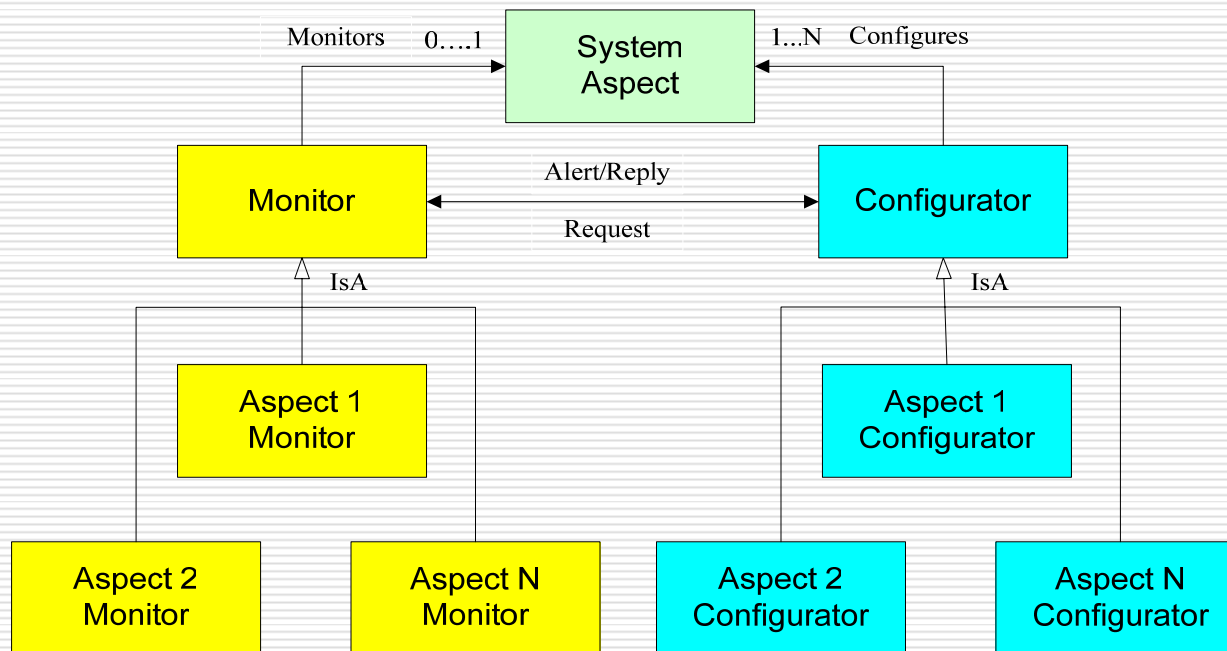 Monitors
0....1
System
Aspect
1...N
Configures
Monitor
Alert/Reply
Request
Configurator
IsA
IsA
Aspect 1
Monitor
Aspect 1
Configurator
Aspect 2
Monitor
Aspect N
Monitor
Aspect 2
Configurator
Aspect N
Configurator